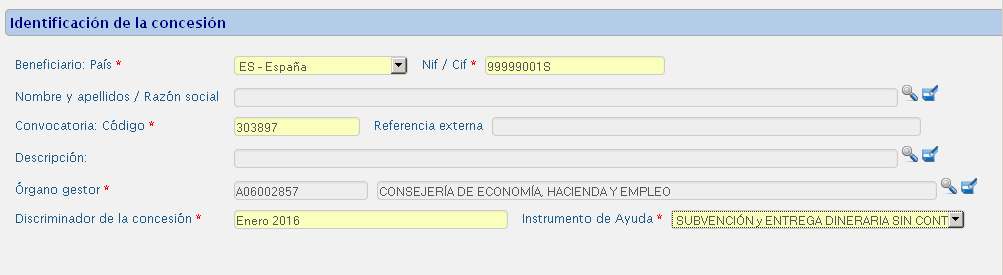 Identificación de la concesión
Beneficiario: País * ES - España Nif / Cif * 99999001S
Nombre y apellidos / Razón social
Convocatoria: Código * 303897 Referencia externa
Descripción:
Órgano gestor * A06002857 CONSEJERÍA DE ECONOMÍA, HACIENDA Y EMPLEO
Discriminador de la concesión * Enero 2016 Instrumento de Ayuda * SUBVENCIÓN y ENTREGA DINERARIA SIN CONT